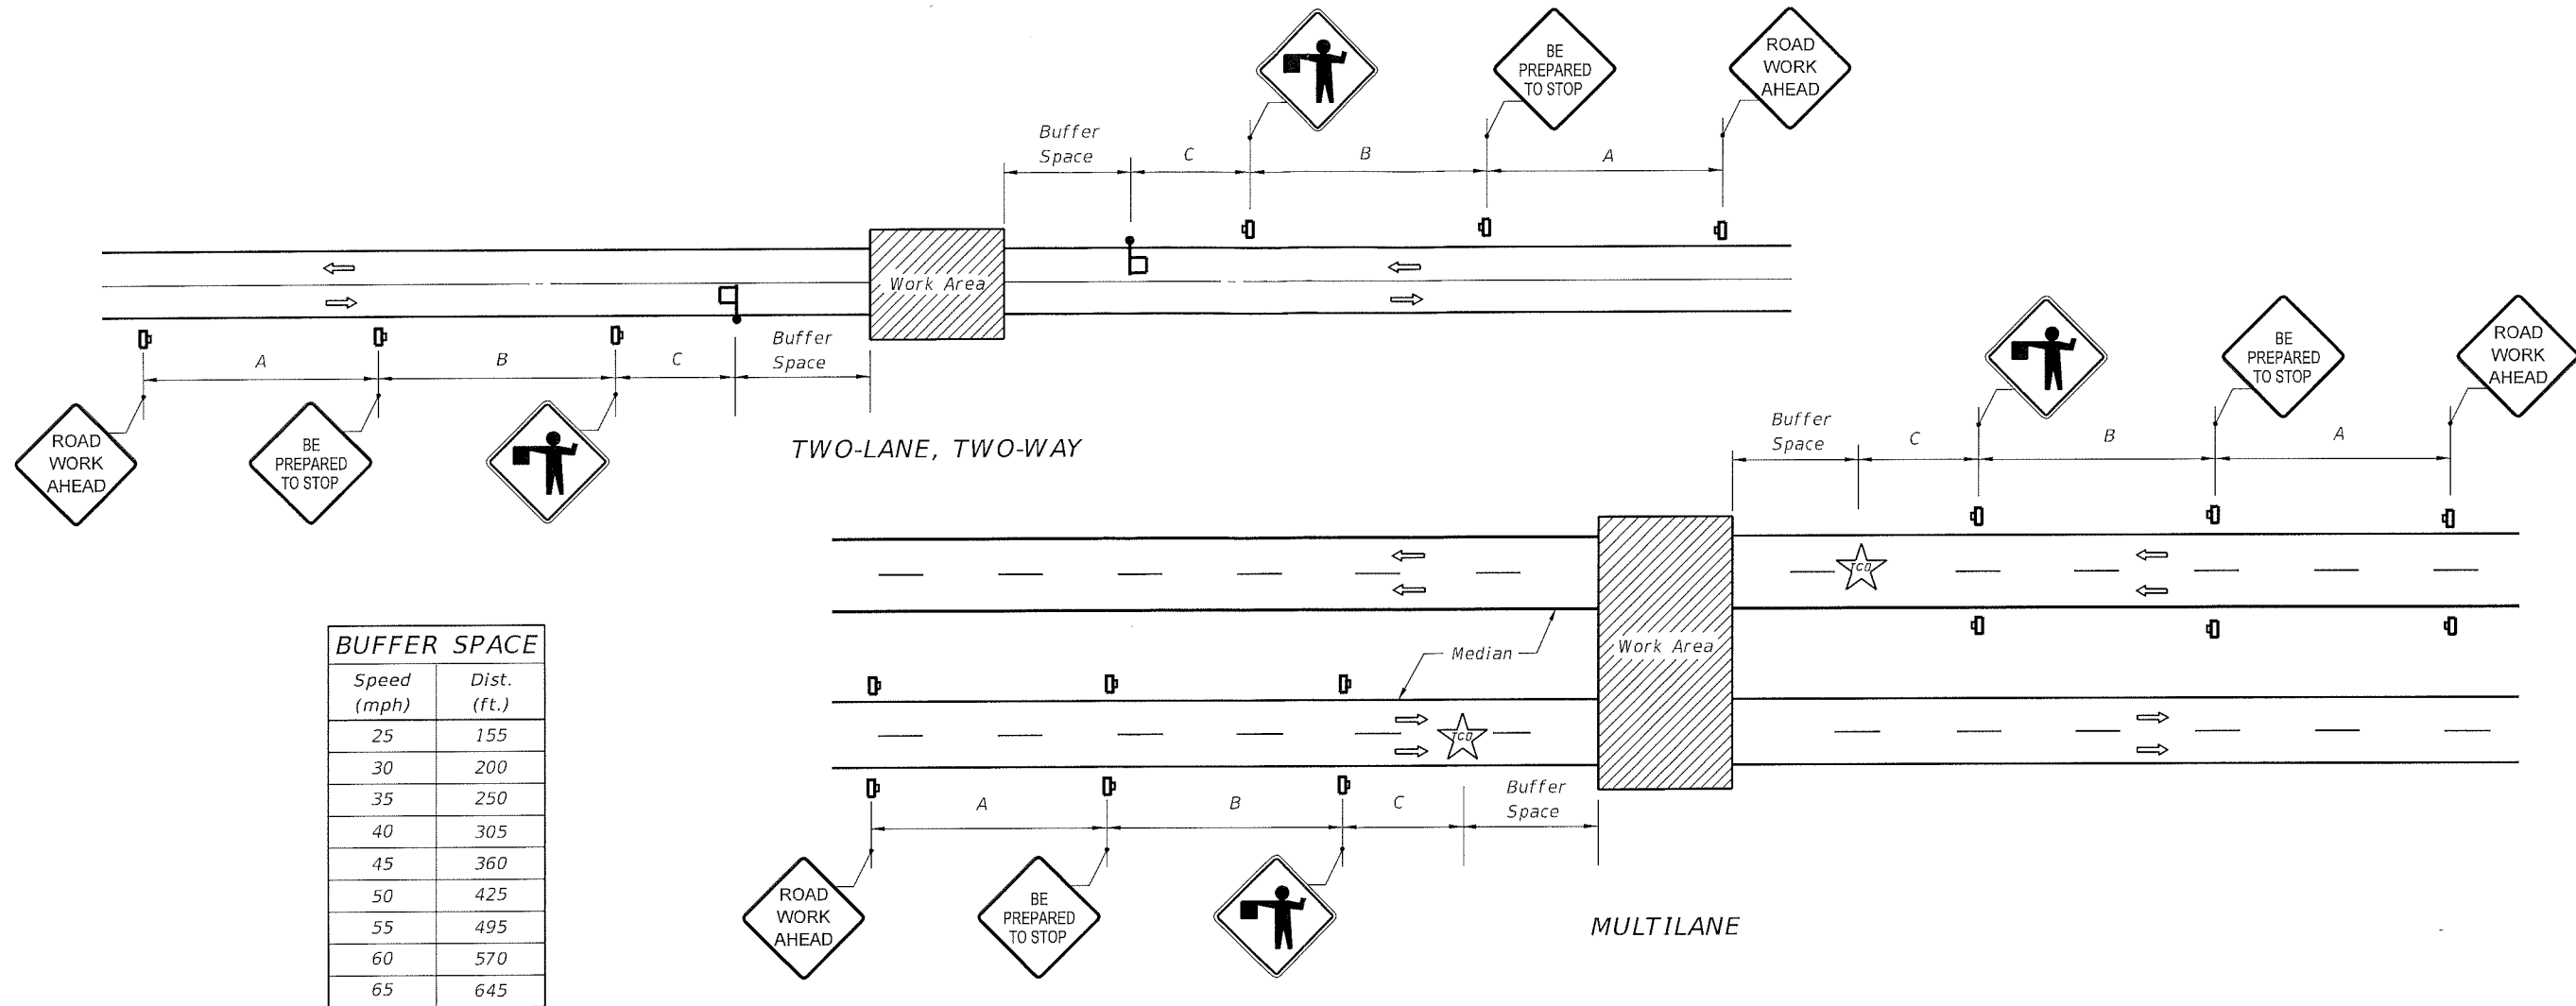 ROAD
WORK
AHEAD
BE
PREPARED
TO STOP
Buffer
Space
C
B
A
Work Area
A
B
C
Buffer
Space
ROAD
WORK
AHEAD
BE
PREPARED
TO STOP
TWO-LANE, TWO-WAY
BE
PREPARED
TO STOP
ROAD
WORK
AHEAD
Buffer
Space
C
B
A
TCO
Work Area
Median
TCO
A
B
C
Buffer
Space
ROAD
WORK
AHEAD
BE
PREPARED
TO STOP
MULTILANE
BUFFER SPACE
Speed
(mph)
Dist.
(ft.)
25 155
30 200
35 250
40 305
45 360
50 425
55 495
60 570
65 645